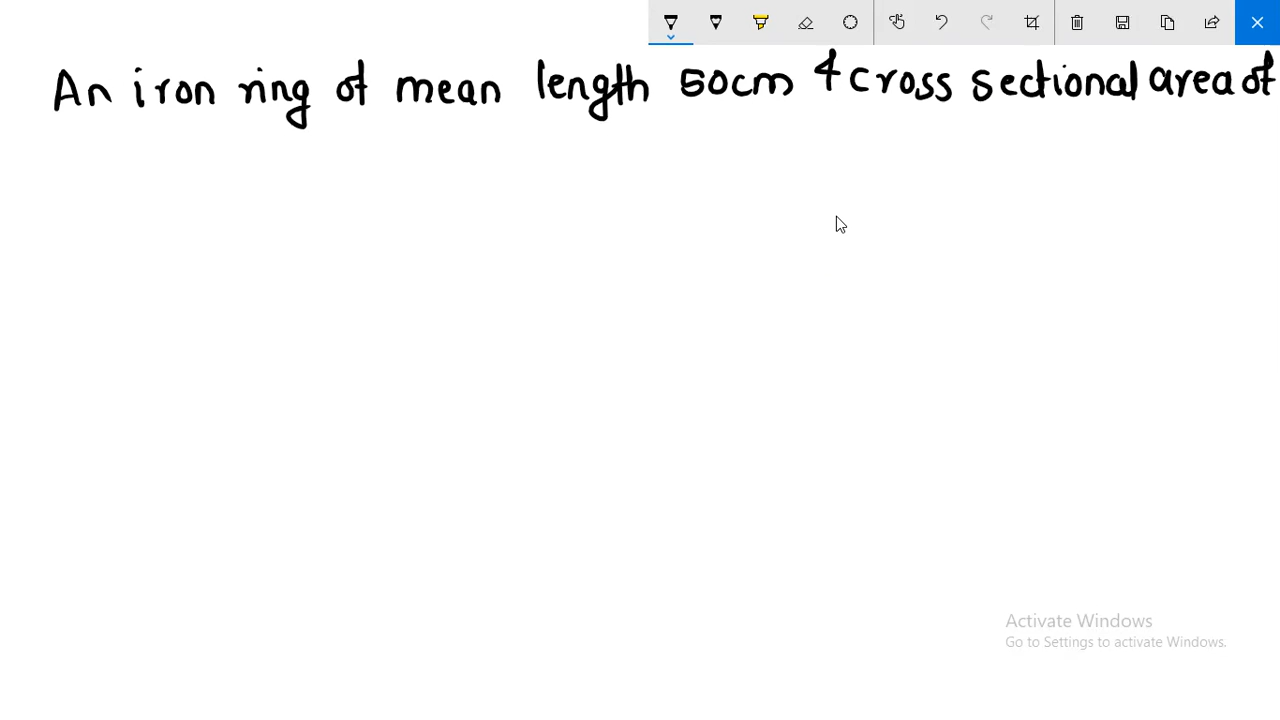 An iron ring of mean length 50cm & cross sectional area of
Activate Windows
Go to Settings to activate Windows.